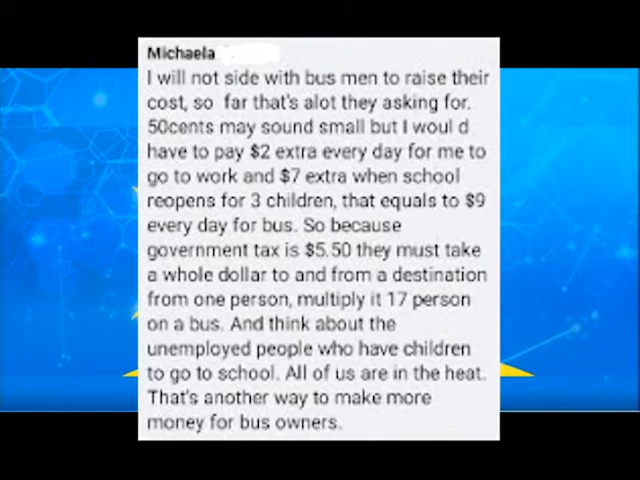 Michaela
I will not side with bus men to raise their
cost, so far that's alot they asking for.
50cents may sound small but I woul d
have to pay $2 extra every day for me to
go to work and $7 extra when school
reopens for 3 children, that equals to $9
every day for bus. So because
government tax is $5.50 they must take
a whole dollar to and from a destination
from one person, multiply it 17 person
on a bus. And think about the
unemployed people who have children
to go to school. All of us are in the heat.
That's another way to make more
money for bus owners.